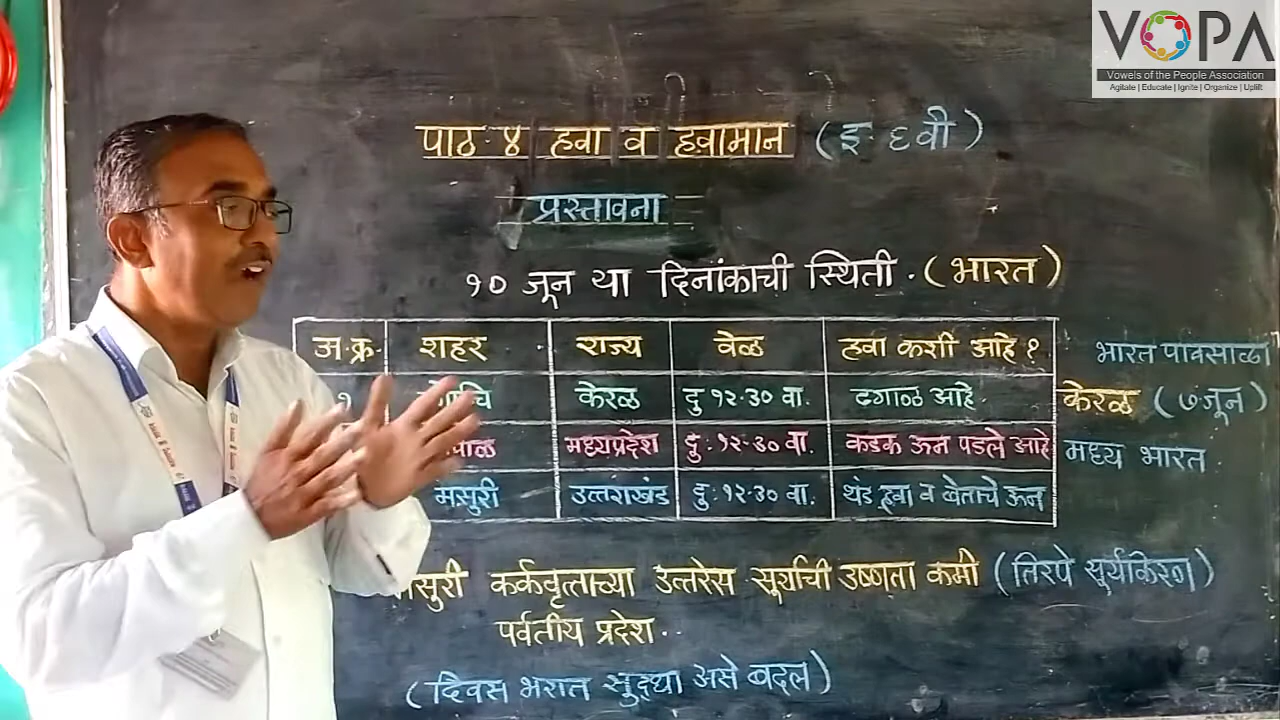 VOPA
Vowels of the People Association
Agitate | Educate | Ignite | Organize | Uplift
पाठ.४ हवा व हवामान (इ.६वी)
प्रस्तावना
१० जून या दिनांकाची स्थिती. (भारत)
अ.क्र. शहर राज्य वेळ हवा कशी आहे ?
भारत पावसाळा
१ केरळ दु १२.३० वा. ढगाळ आहे.
केरळ (७ जून)
मध्यप्रदेश दु: १२-३० वा. कडक ऊन पडले आहे
मध्य भारत.
मसुरी उत्तराखंड दु: १२-३० वा. थंड हवा व बेताचे ऊन
कर्कवृत्ताच्या उत्तरेस सूर्याची उष्णता कमी (तिरपे सूर्यकिरण)
पर्वतीय प्रदेश..
(दिवस भरात सुद्धा असे बदल)